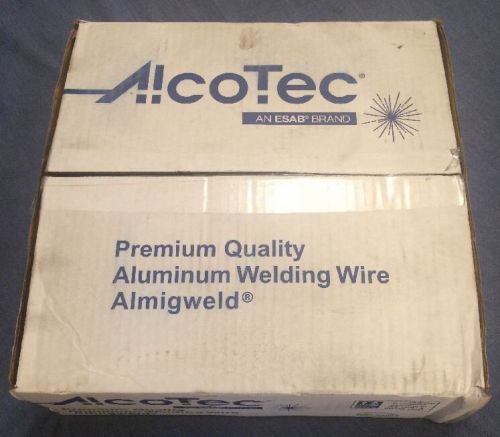 AlcoTec®
AN ESAB® BRAND
Premium Quality
Aluminum Welding Wire
Almigweld®
ALCOTEC